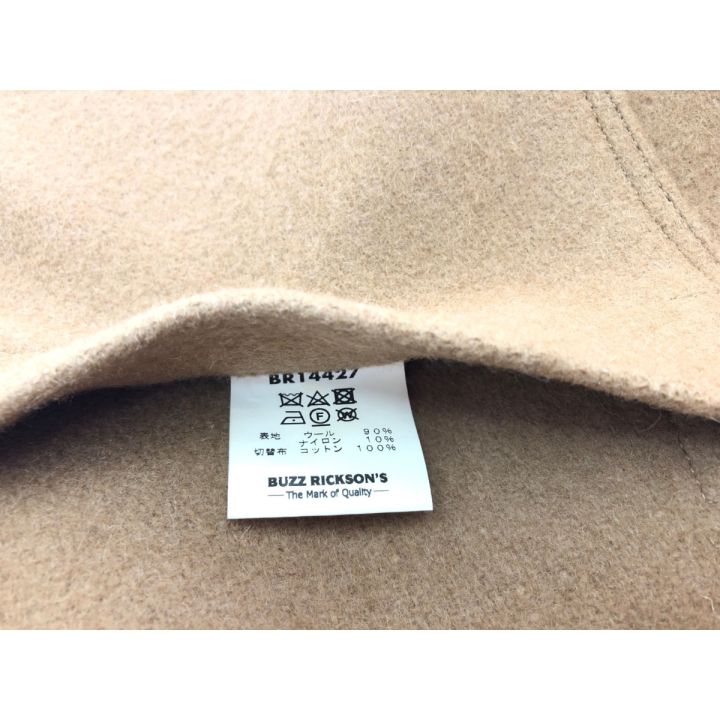 BR14427
表地 ウール 90%
ナイロン 10%
切替布 コットン 100%
BUZZ RICKSON'S
The Mark of Quality